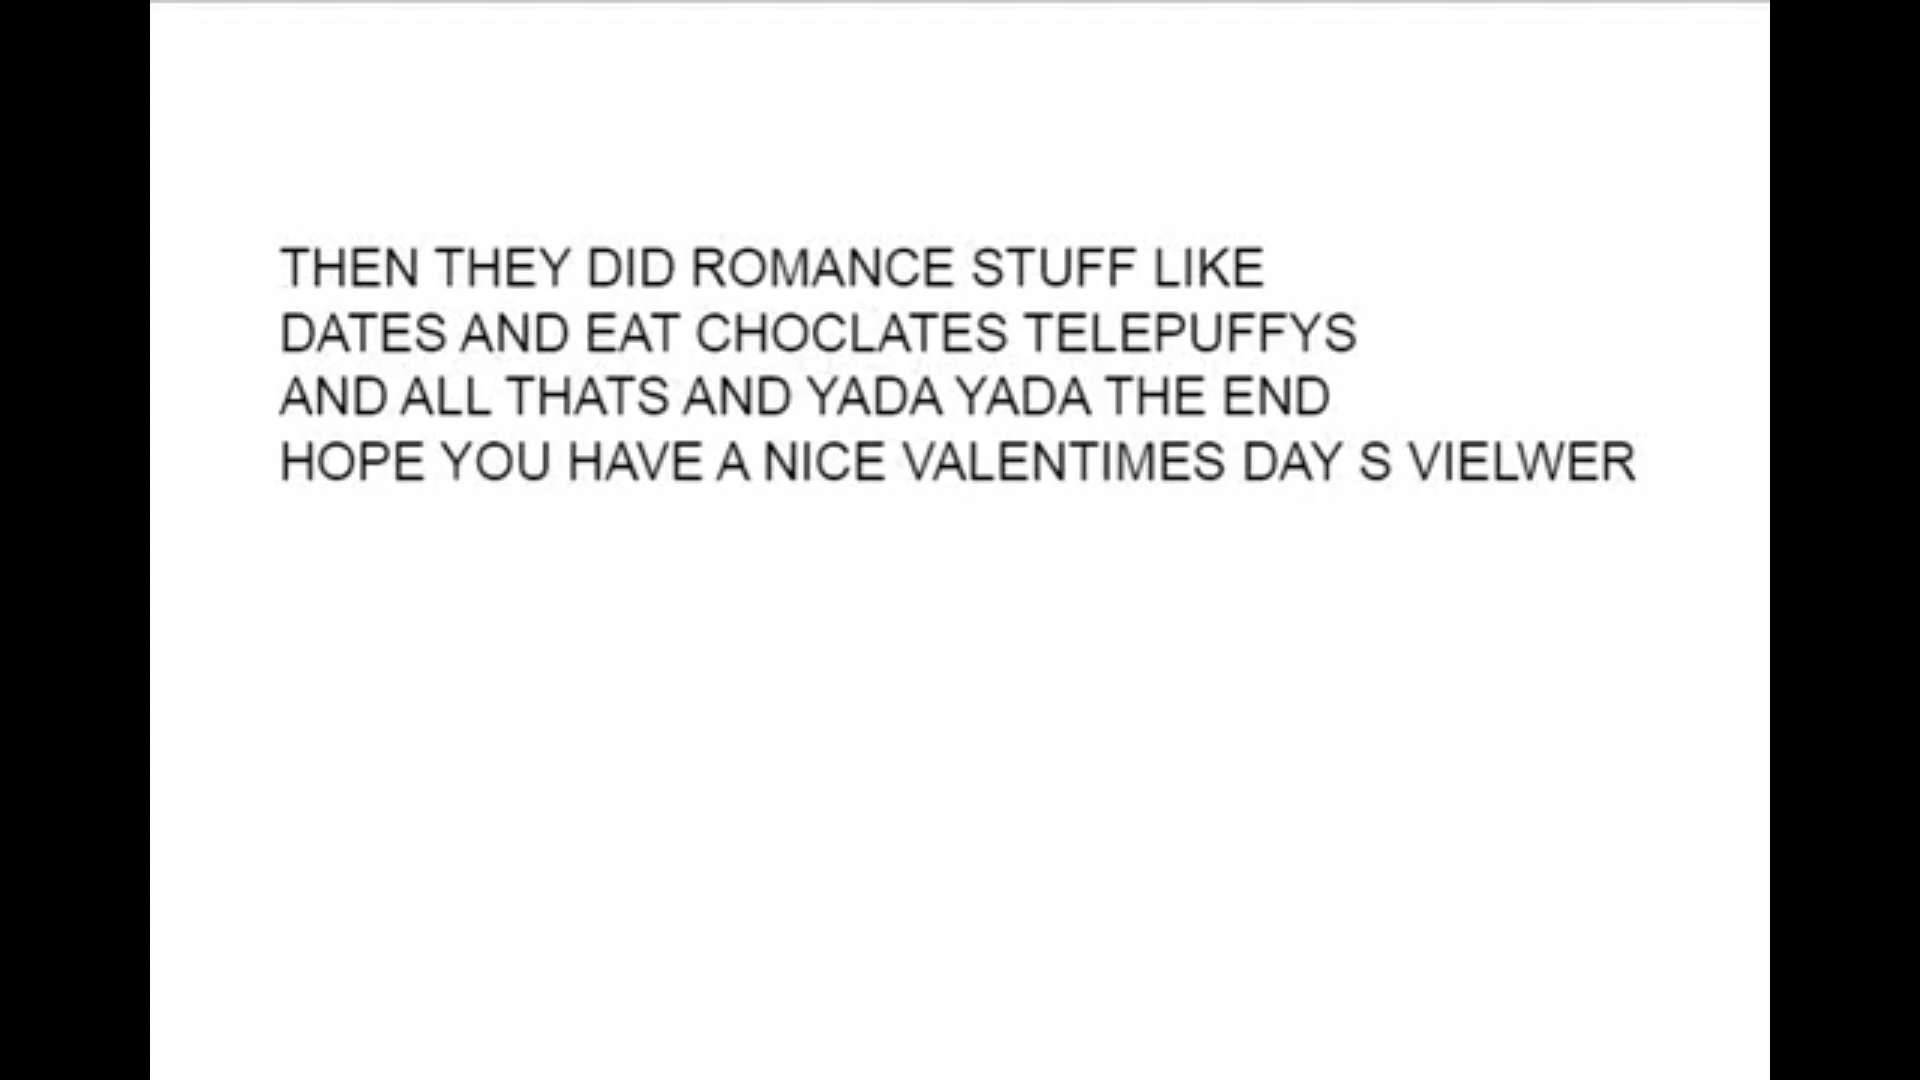 THEN THEY DID ROMANCE STUFF LIKE
DATES AND EAT CHOCLATES TELEPUFFYS
AND ALL THATS AND YADA YADA THE END
HOPE YOU HAVE A NICE VALENTIMES DAY S VIELWER